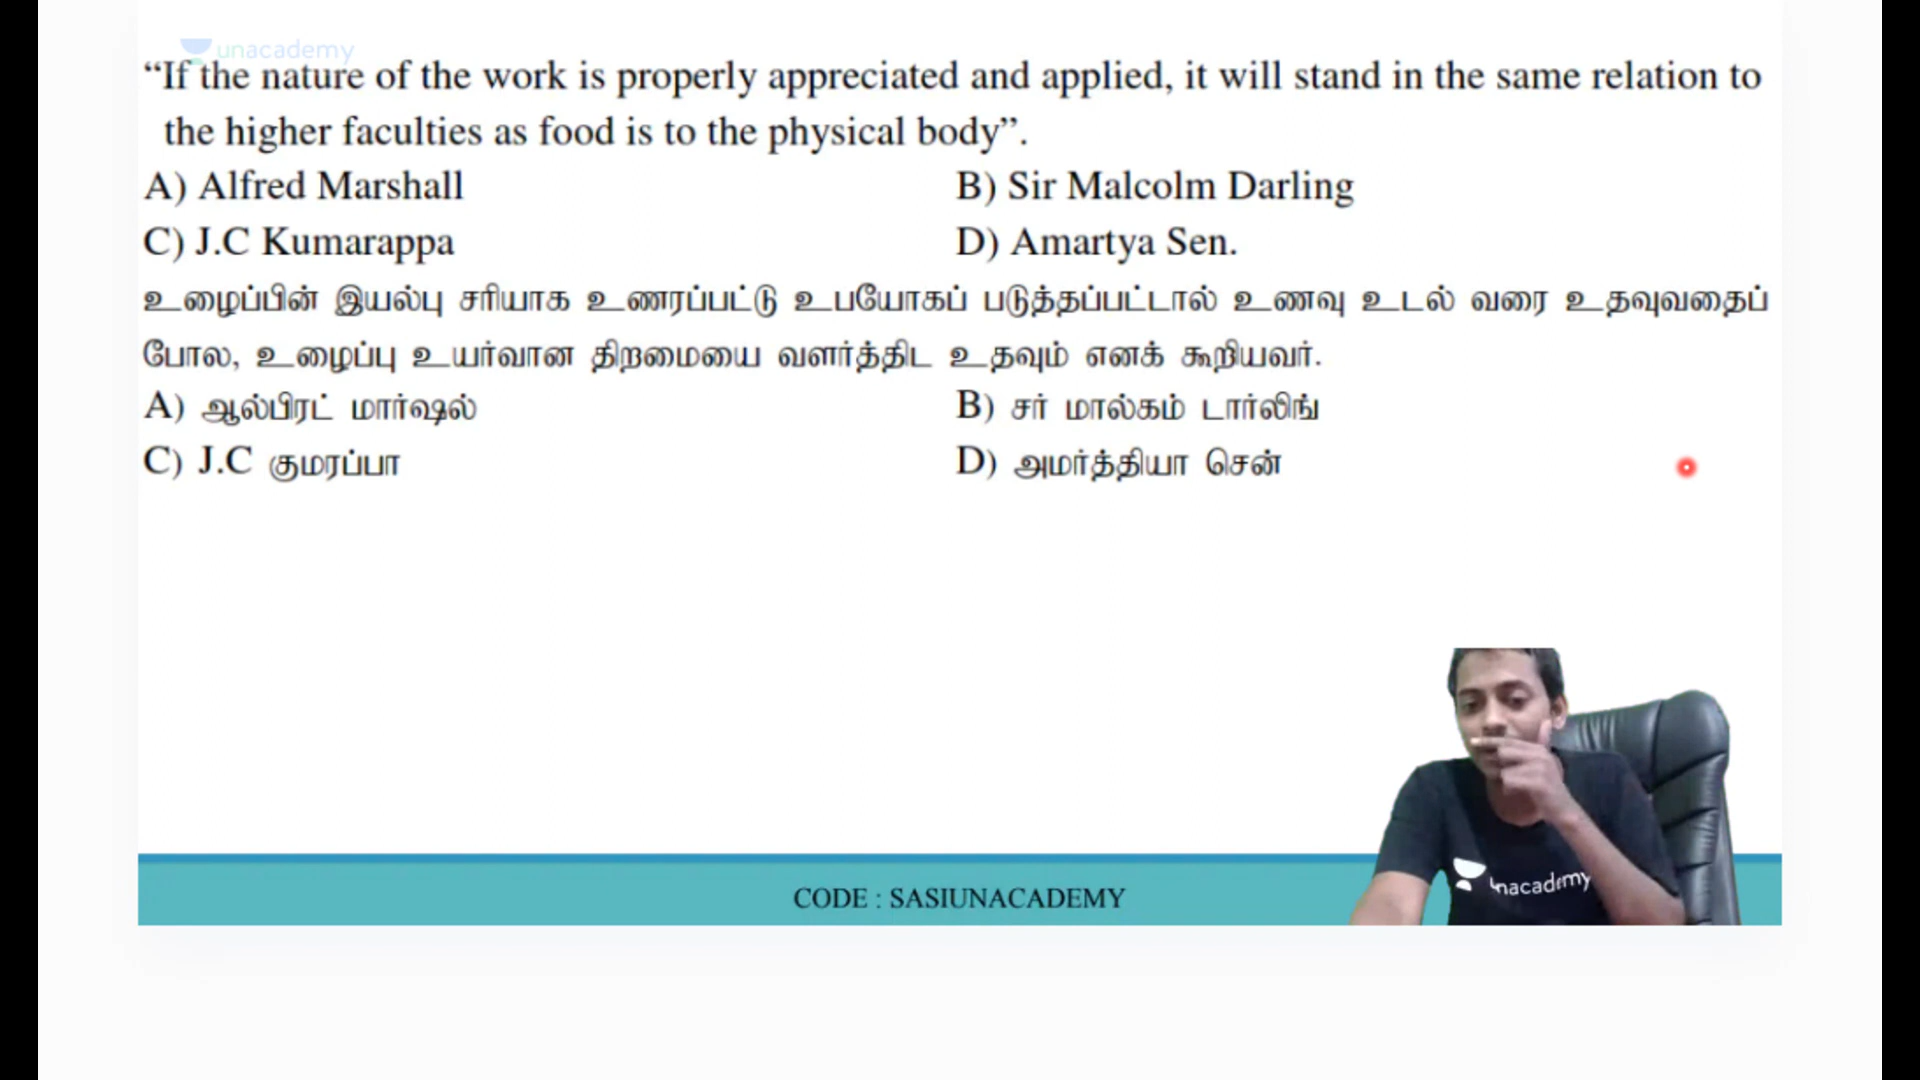 unacademy
“If the nature of the work is properly appreciated and applied, it will stand in the same relation to
the higher faculties as food is to the physical body”.
A) Alfred Marshall B) Sir Malcolm Darling
C) J.C Kumarappa D) Amartya Sen.
உழைப்பின் இயல்பு சரியாக உணரப்பட்டு உபயோகப் படுத்தப்பட்டால் உணவு உடல் வரை உதவுவதைப்
போல, உழைப்பு உயர்வான திறமையை வளர்த்திட உதவும் எனக் கூறியவர்.
A) ஆல்பிரட் மார்ஷல் B) சர் மால்கம் டார்லிங்
C) J.C குமரப்பா D) அமர்த்தியா சென்
unacademy
CODE : SASIUNACADEMY